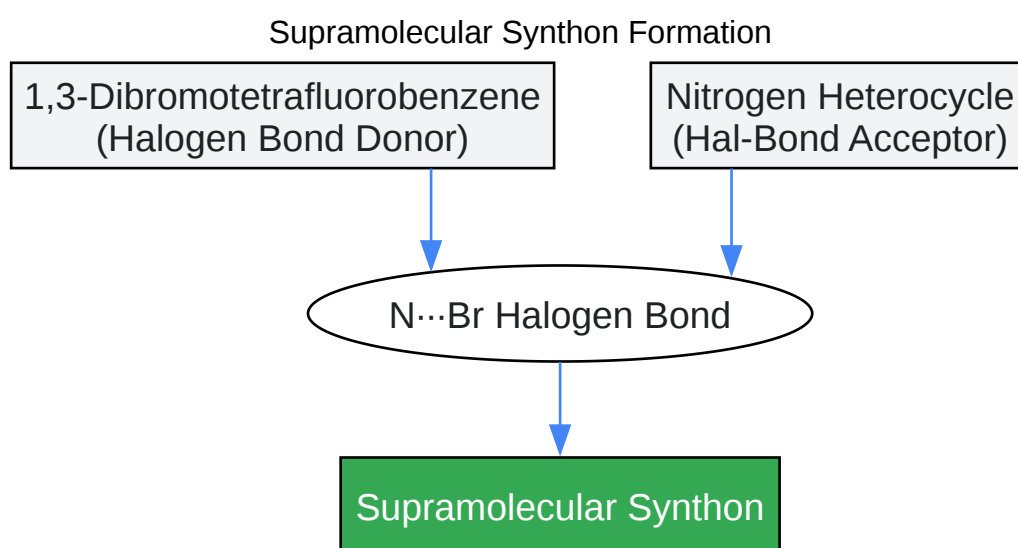 Supramolecular Synthon Formation
1,3-Dibromotetrafluorobenzene
(Halogen Bond Donor)
Nitrogen Heterocycle
(Hal-Bond Acceptor)
N···Br Halogen Bond
Supramolecular Synthon